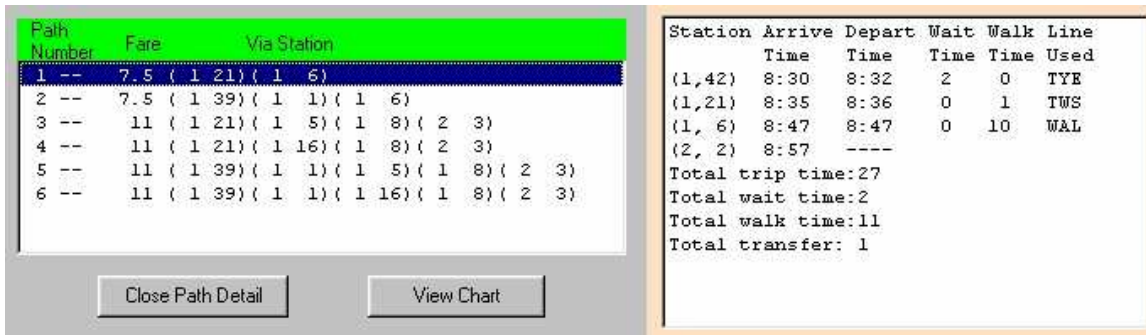 Path
Number Fare Via Station
1 -- 7.5 ( 1 21)( 1 6)
2 -- 7.5 ( 1 39)( 1 1)( 1 6)
3 -- 11 ( 1 21)( 1 5)( 1 8)( 2 3)
4 -- 11 ( 1 21)( 1 16)( 1 8)( 2 3)
5 -- 11 ( 1 39)( 1 1)( 1 5)( 1 8)( 2 3)
6 -- 11 ( 1 39)( 1 1)( 1 16)( 1 8)( 2 3)
Close Path Detail View Chart
Station Arrive Depart Wait Walk Line
Time Time Time Time Used
(1,42) 8:30 8:32 2 0 TYE
(1,21) 8:35 8:36 0 1 TWS
(1, 6) 8:47 8:47 0 10 WAL
(2, 2) 8:57 ----
Total trip time:27
Total wait time:2
Total walk time:11
Total transfer: 1